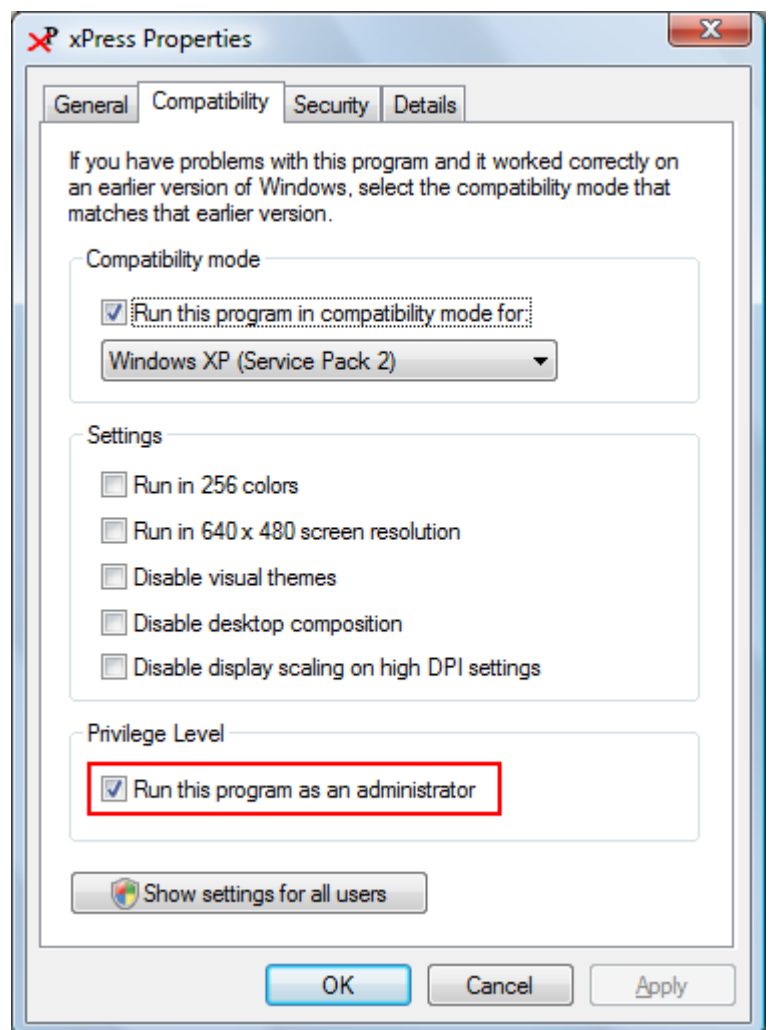 xPress Properties
General Compatibility Security Details
If you have problems with this program and it worked correctly on
an earlier version of Windows, select the compatibility mode that
matches that earlier version.
Compatibility mode
Run this program in compatibility mode for:
Windows XP (Service Pack 2)
Settings
Run in 256 colors
Run in 640 x 480 screen resolution
Disable visual themes
Disable desktop composition
Disable display scaling on high DPI settings
Privilege Level
Run this program as an administrator
Show settings for all users
OK Cancel Apply